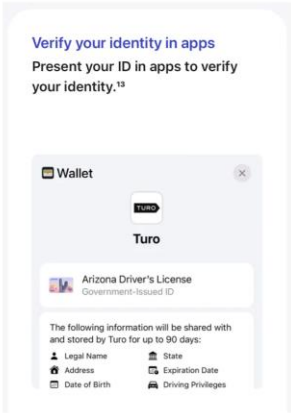 Verify your identity in apps
Present your ID in apps to verify
your identity.¹³
Wallet
TURO
Turo
Arizona Driver's License
Government-Issued ID
The following information will be shared with
and stored by Turo for up to 90 days:
Legal Name State
Address Expiration Date
Date of Birth Driving Privileges